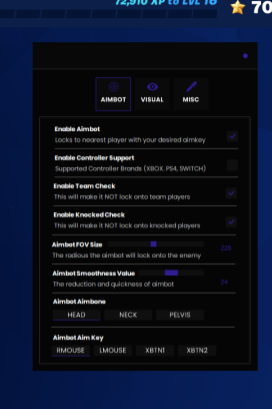 72,910 XP to LVL 16
70
AIMBOT VISUAL MISC
Enable Aimbot
Locks to nearest player with your desired aimkey
Enable Controller Support
Supported Controller Brands (XBOX, PS4, SWITCH)
Enable Team Check
This will make it NOT lock onto team players
Enable Knocked Check
This will make it NOT lock onto knocked players
Aimbot FOV Size
The radious the aimbot will lock onto the enemy
Aimbot Smoothness Value
The reduction and quickness of aimbot
Aimbot Aimbone
HEAD NECK PELVIS
Aimbot Aim Key
RMOUSE LMOUSE XBTN1 XBTN2